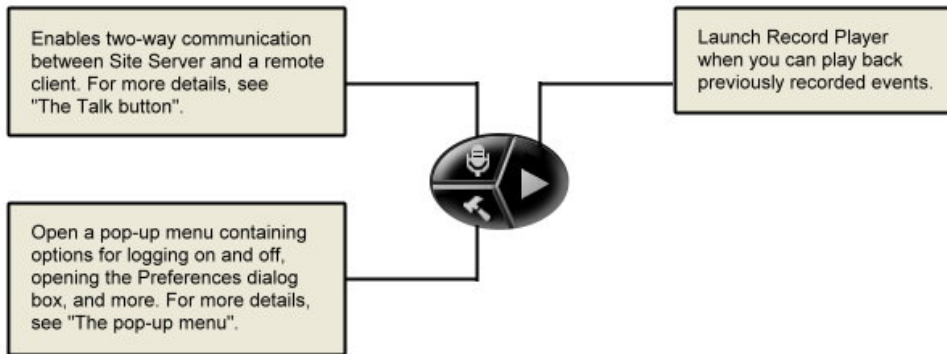 Enables two-way communication
between Site Server and a remote
client. For more details, see
"The Talk button".
Launch Record Player
when you can play back
previously recorded events.
Open a pop-up menu containing
options for logging on and off,
opening the Preferences dialog
box, and more. For more details,
see "The pop-up menu".